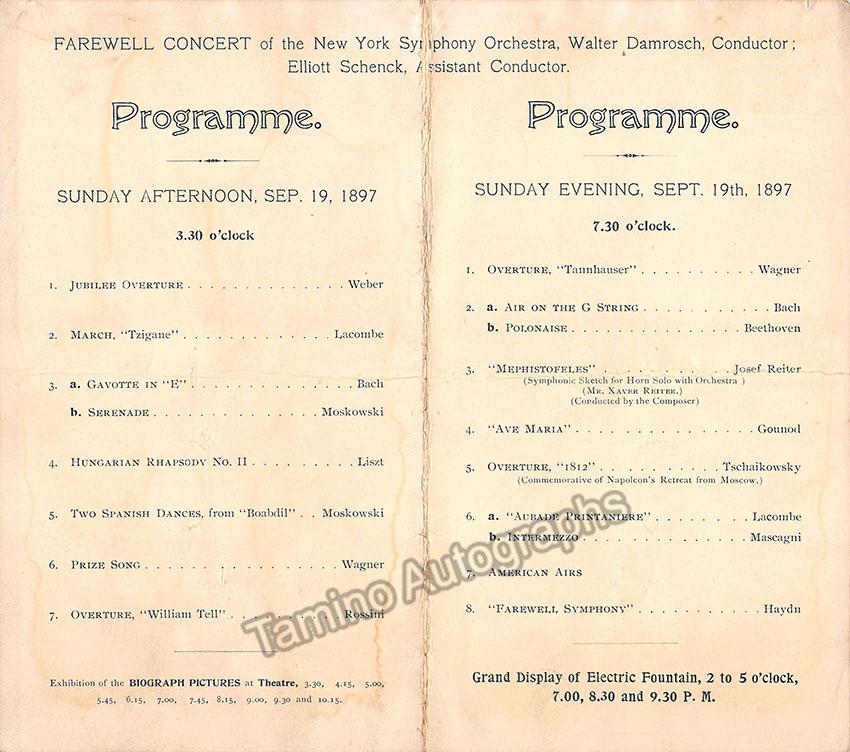 FAREWELL CONCERT of the New York Symphony Orchestra, Walter Damrosch, Conductor;
Elliott Schenck, Assistant Conductor.
Programme.
SUNDAY AFTERNOON, SEP. 19, 1897
3.30 o'clock
1. JUBILEE OVERTURE . . . . . . . . . . . . . . Weber
2. MARCH, "Tzigane" . . . . . . . . . . . . . Lacombe
3. a. GAVOTTE IN "E" . . . . . . . . . . . . . . Bach
b. SERENADE . . . . . . . . . . . . . . Moskowski
4. HUNGARIAN RHAPSODY NO. II . . . . . . . . . Liszt
5. TWO SPANISH DANCES, from "Boabdil" . . Moskowski
6. PRIZE SONG . . . . . . . . . . . . . . . . Wagner
7. OVERTURE, "William Tell" . . . . . . . . . Rossini
Exhibition of the BIOGRAPH PICTURES at Theatre, 3.30, 4.15, 5.00,
5.45, 6.15, 7.00, 7.45, 8.15, 9.00, 9.30 and 10.15.
Programme.
SUNDAY EVENING, SEPT. 19th, 1897
7.30 o'clock.
1. OVERTURE, "Tannhauser" . . . . . . . . . . Wagner
2. a. AIR ON THE G STRING . . . . . . . . . . . Bach
b. POLONAISE . . . . . . . . . . . . . . Beethoven
3. "MEPHISTOFELES" . . . . . . . . . . . Josef Reiter
(Symphonic Sketch for Horn Solo with Orchestra )
(MR. XAVER REITER.)
(Conducted by the Composer)
4. "AVE MARIA" . . . . . . . . . . . . . . . Gounod
5. OVERTURE, "1812" . . . . . . . . . . . Tschaikowsky
(Commemorative of Napoleon's Retreat from Moscow.)
6. a. "AUBADE PRINTANIERE" . . . . . . . . Lacombe
b. INTERMEZZO . . . . . . . . . . . . . . Mascagni
7. AMERICAN AIRS
8. "FAREWELL SYMPHONY" . . . . . . . . . . . Haydn
Grand Display of Electric Fountain, 2 to 5 o'clock,
7.00, 8.30 and 9.30 P. M.
Tamino Autographs